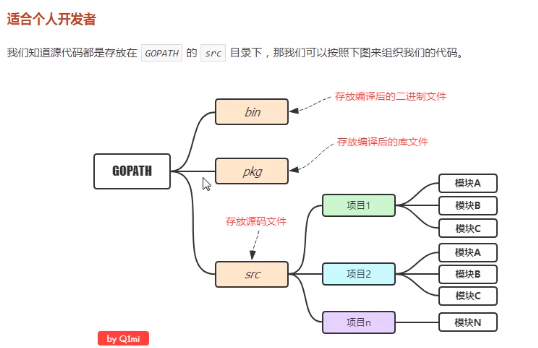 适合个人开发者
我们知道源代码都是存放在 GOPATH 的 src 目录下，那我们可以按照下图来组织我们的代码。
存放编译后的二进制文件
bin
存放编译后的库文件
GOPATH
pkg
模块A
项目1
模块B
存放源码文件
模块C
模块A
src
项目2
模块B
模块C
项目n
模块N
by Q1mi